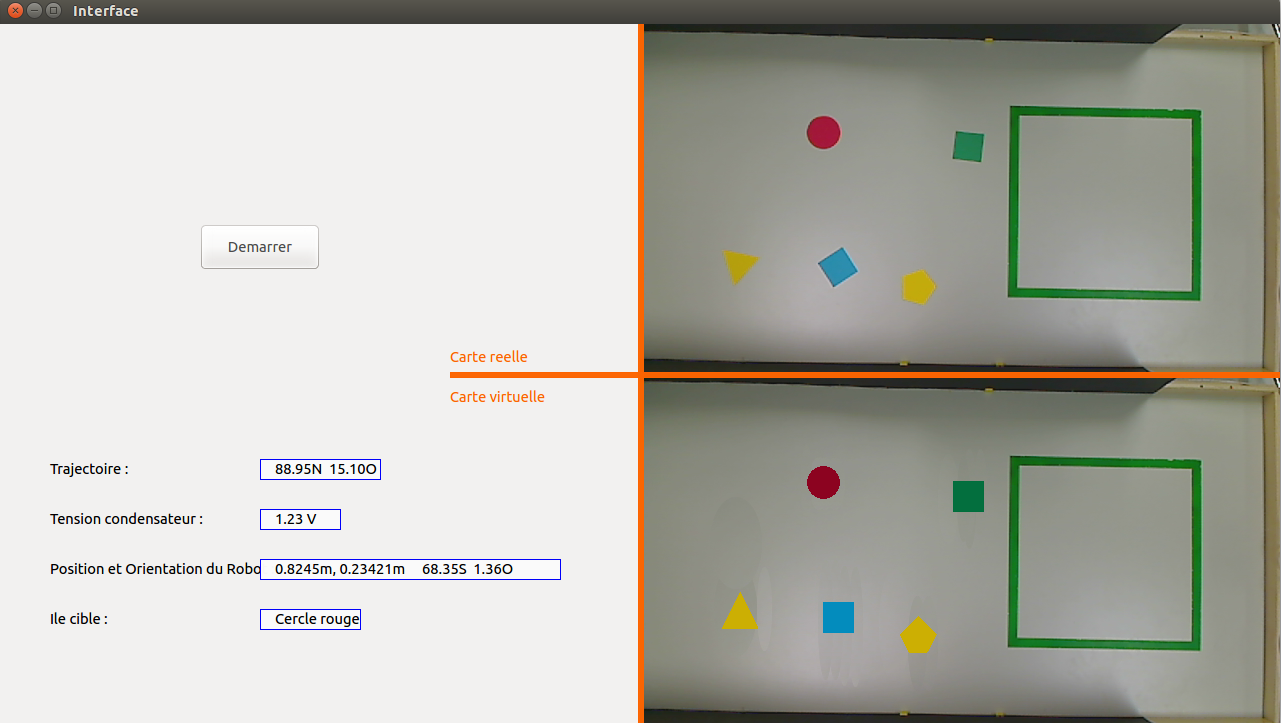 Interface
Demarrer
Carte reelle
Carte virtuelle
Trajectoire : 88.95N 15.10O
Tension condensateur : 1.23 V
Position et Orientation du Robo 0.8245m, 0.23421m 68.35S 1.36O
Ile cible : Cercle rouge